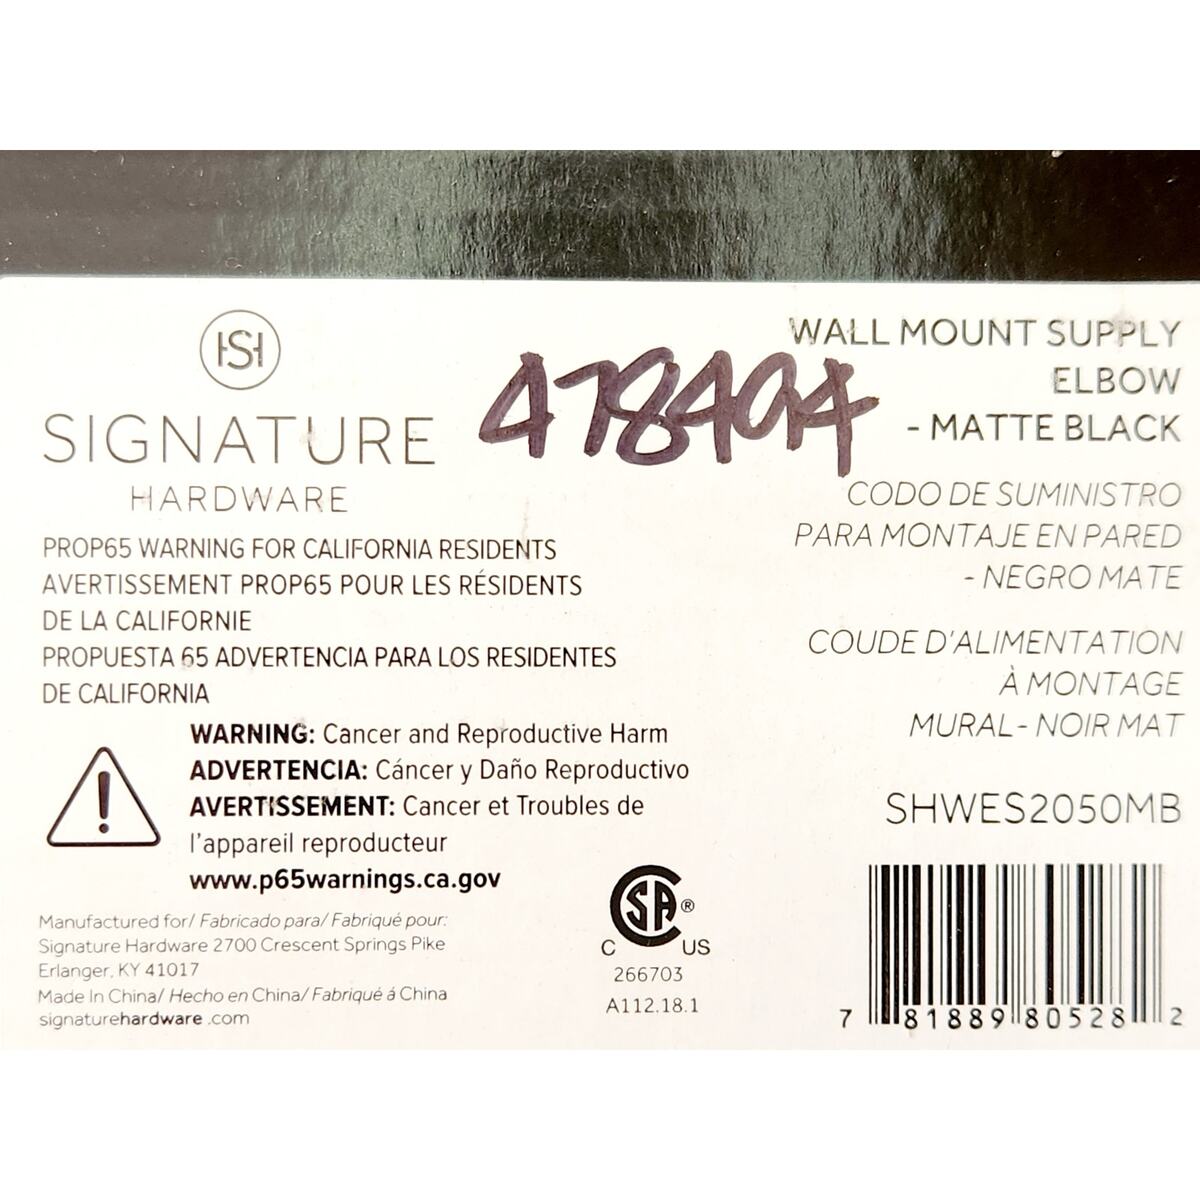 SH
SIGNATURE
HARDWARE
478494
WALL MOUNT SUPPLY
ELBOW
- MATTE BLACK
CODO DE SUMINISTRO
PARA MONTAJE EN PARED
- NEGRO MATE
COUDE D'ALIMENTATION
À MONTAGE
MURAL- NOIR MAT
SHWES2050MB
PROP65 WARNING FOR CALIFORNIA RESIDENTS
AVERTISSEMENT PROP65 POUR LES RÉSIDENTS
DE LA CALIFORNIE
PROPUESTA 65 ADVERTENCIA PARA LOS RESIDENTES
DE CALIFORNIA
WARNING: Cancer and Reproductive Harm
ADVERTENCIA: Cáncer y Daño Reproductivo
AVERTISSEMENT: Cancer et Troubles de
l'appareil reproducteur
www.p65warnings.ca.gov
Manufactured for/ Fabricado para/ Fabriqué pour:
Signature Hardware 2700 Crescent Springs Pike
Erlanger, KY 41017
Made In China/ Hecho en China/ Fabriqué á China
signaturehardware .com
SA ®
C US
266703
A112.18.1
7 81889 80528 2